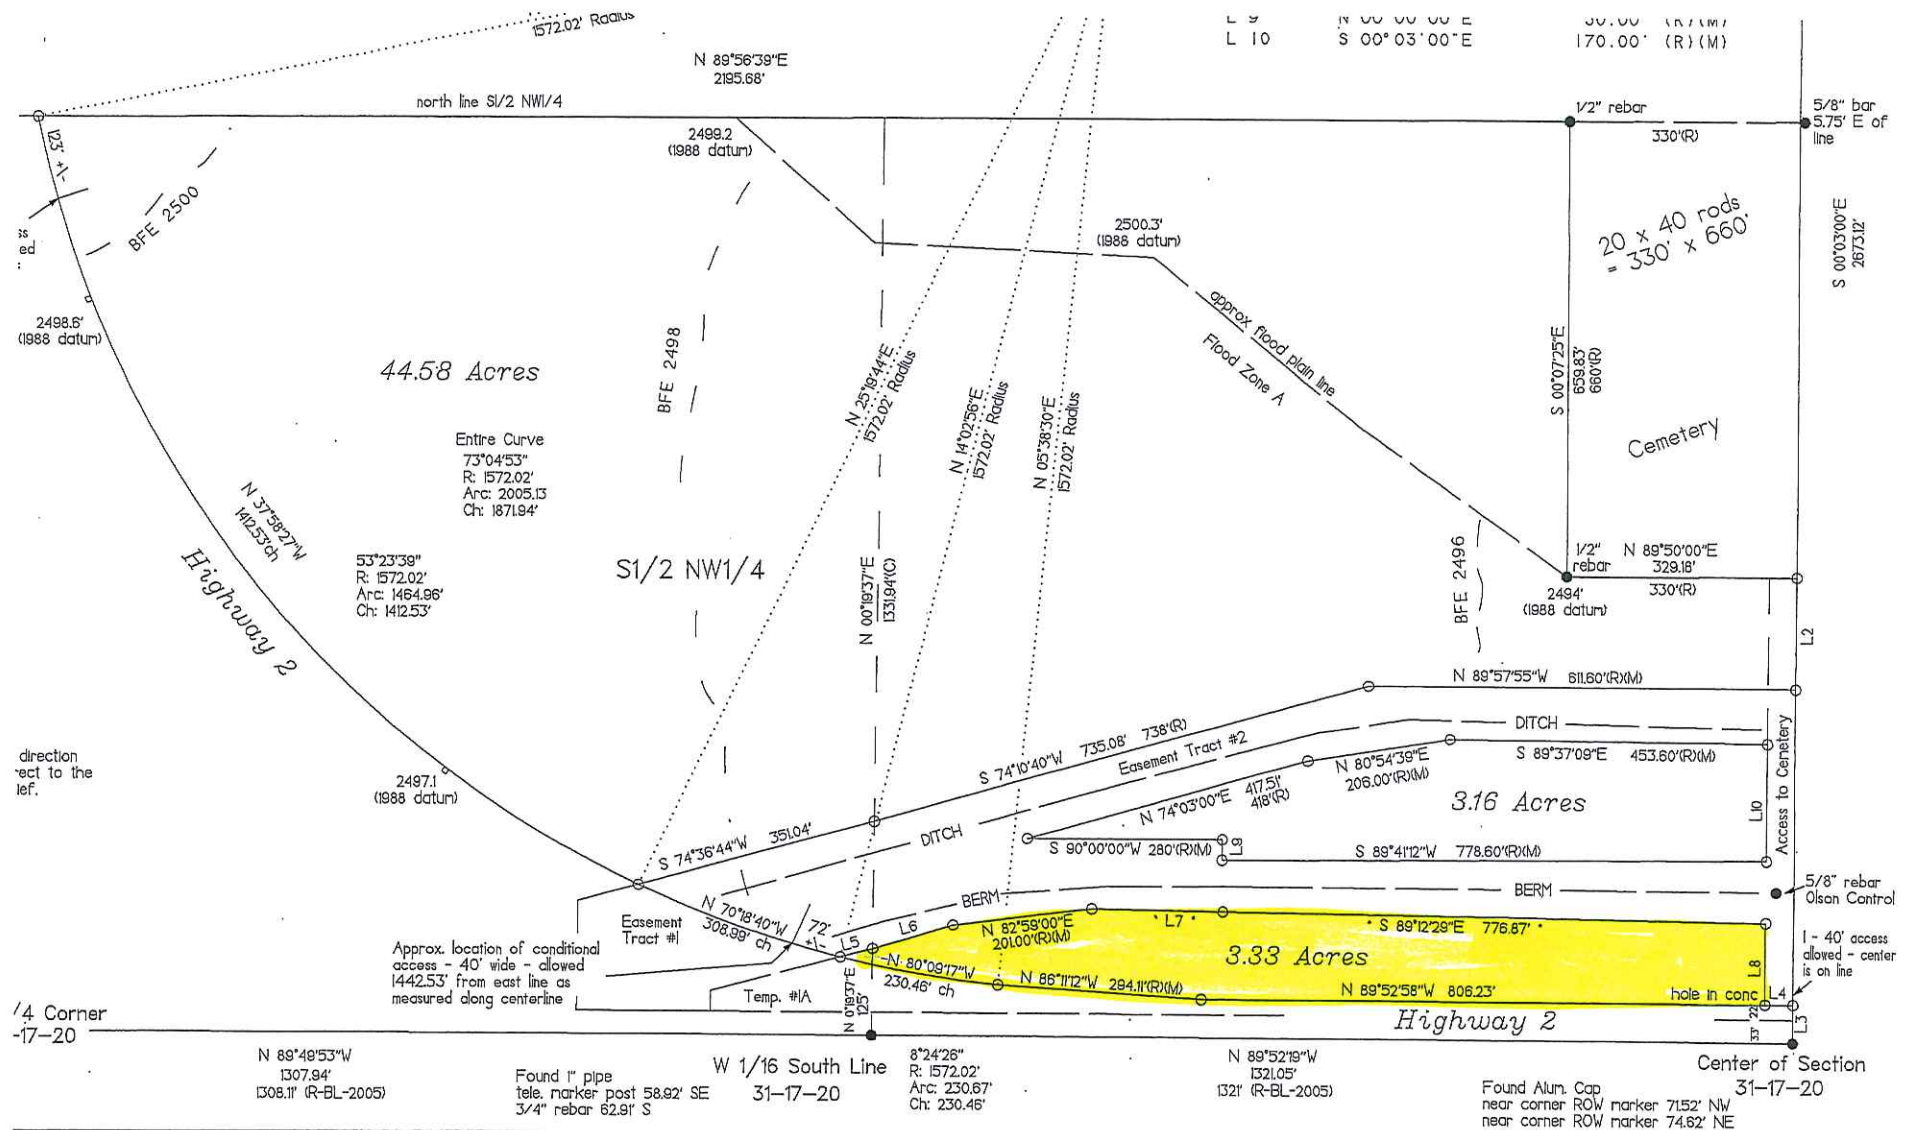 1572.02' Radius
L 10 S 00°03'00"E 170.00' (R)(M)
N 89°56'39"E
2195.68'
north line S1/2 NW1/4
1/2" rebar
330'(R)
5/8" bar
5.75' E of
line
123' +/-
BFE 2500
2499.2
(1988 datum)
2500.3'
(1988 datum)
20 x 40 rods
= 330' x 660'
S 00°03'00"E
2673.12'
ss
ed
:
2498.6'
(1988 datum)
44.58 Acres
BFE 2498
N 25°19'44"E
1572.02' Radius
N 14°02'56"E
1572.02' Radius
N 05°38'30"E
1572.02' Radius
approx flood plain line
Flood Zone A
S 00°07'25"E
659.83'
660'(R)
Cemetery
Entire Curve
73°04'53"
R: 1572.02'
Arc: 2005.13
Ch: 1871.94'
N 37°58'27"W
1412.53'ch
Highway 2
53°23'39"
R: 1572.02'
Arc: 1464.96'
Ch: 1412.53'
S1/2 NW1/4
N 00°19'37"E
1331.94'(C)
BFE 2496
1/2"
rebar
N 89°50'00"E
329.18'
330'(R)
2494'
(1988 datum)
L2
N 89°57'55"W 611.60'(R)(M)
DITCH
S 74°10'40"W 735.08' 738'(R)
Easement Tract #2
N 80°54'39"E
206.00'(R)(M)
S 89°37'09"E 453.60'(R)(M)
direction
ect to the
ief.
2497.1
(1988 datum)
N 74°03'00"E 417.51'
418'(R)
3.16 Acres
L10
Access to Cemetery
S 74°36'44"W 351.04'
DITCH
S 90°00'00"W 280'(R)(M)
L9
S 89°41'12"W 778.60'(R)(M)
BERM
BERM
5/8" rebar
Olson Control
Easement
Tract #1
N 70°18'40"W
308.99' ch
72'
+/-
L5
L6
N 82°59'00"E
201.00'(R)(M)
L7
S 89°12'29"E 776.87'
3.33 Acres
Approx. location of conditional
access - 40' wide - allowed
1442.53' from east line as
measured along centerline
N 80°09'17"W
230.46' ch
N 86°11'12"W 294.11'(R)(M)
N 89°52'58"W 806.23'
L8
hole in conc
L4
1 - 40' access
allowed - center
is on line
Temp. #1A
N 0°19'37"E
125'
Highway 2
33'
22'
L3
/4 Corner
-17-20
N 89°49'53"W
1307.94'
1308.11' (R-BL-2005)
Found 1" pipe
tele. marker post 58.92' SE
3/4" rebar 62.91' S
W 1/16 South Line
31-17-20
8°24'26"
R: 1572.02'
Arc: 230.67'
Ch: 230.46'
N 89°52'19"W
1321.05'
1321' (R-BL-2005)
Found Alum. Cap
near corner ROW marker 71.52' NW
near corner ROW marker 74.62' NE
Center of Section
31-17-20